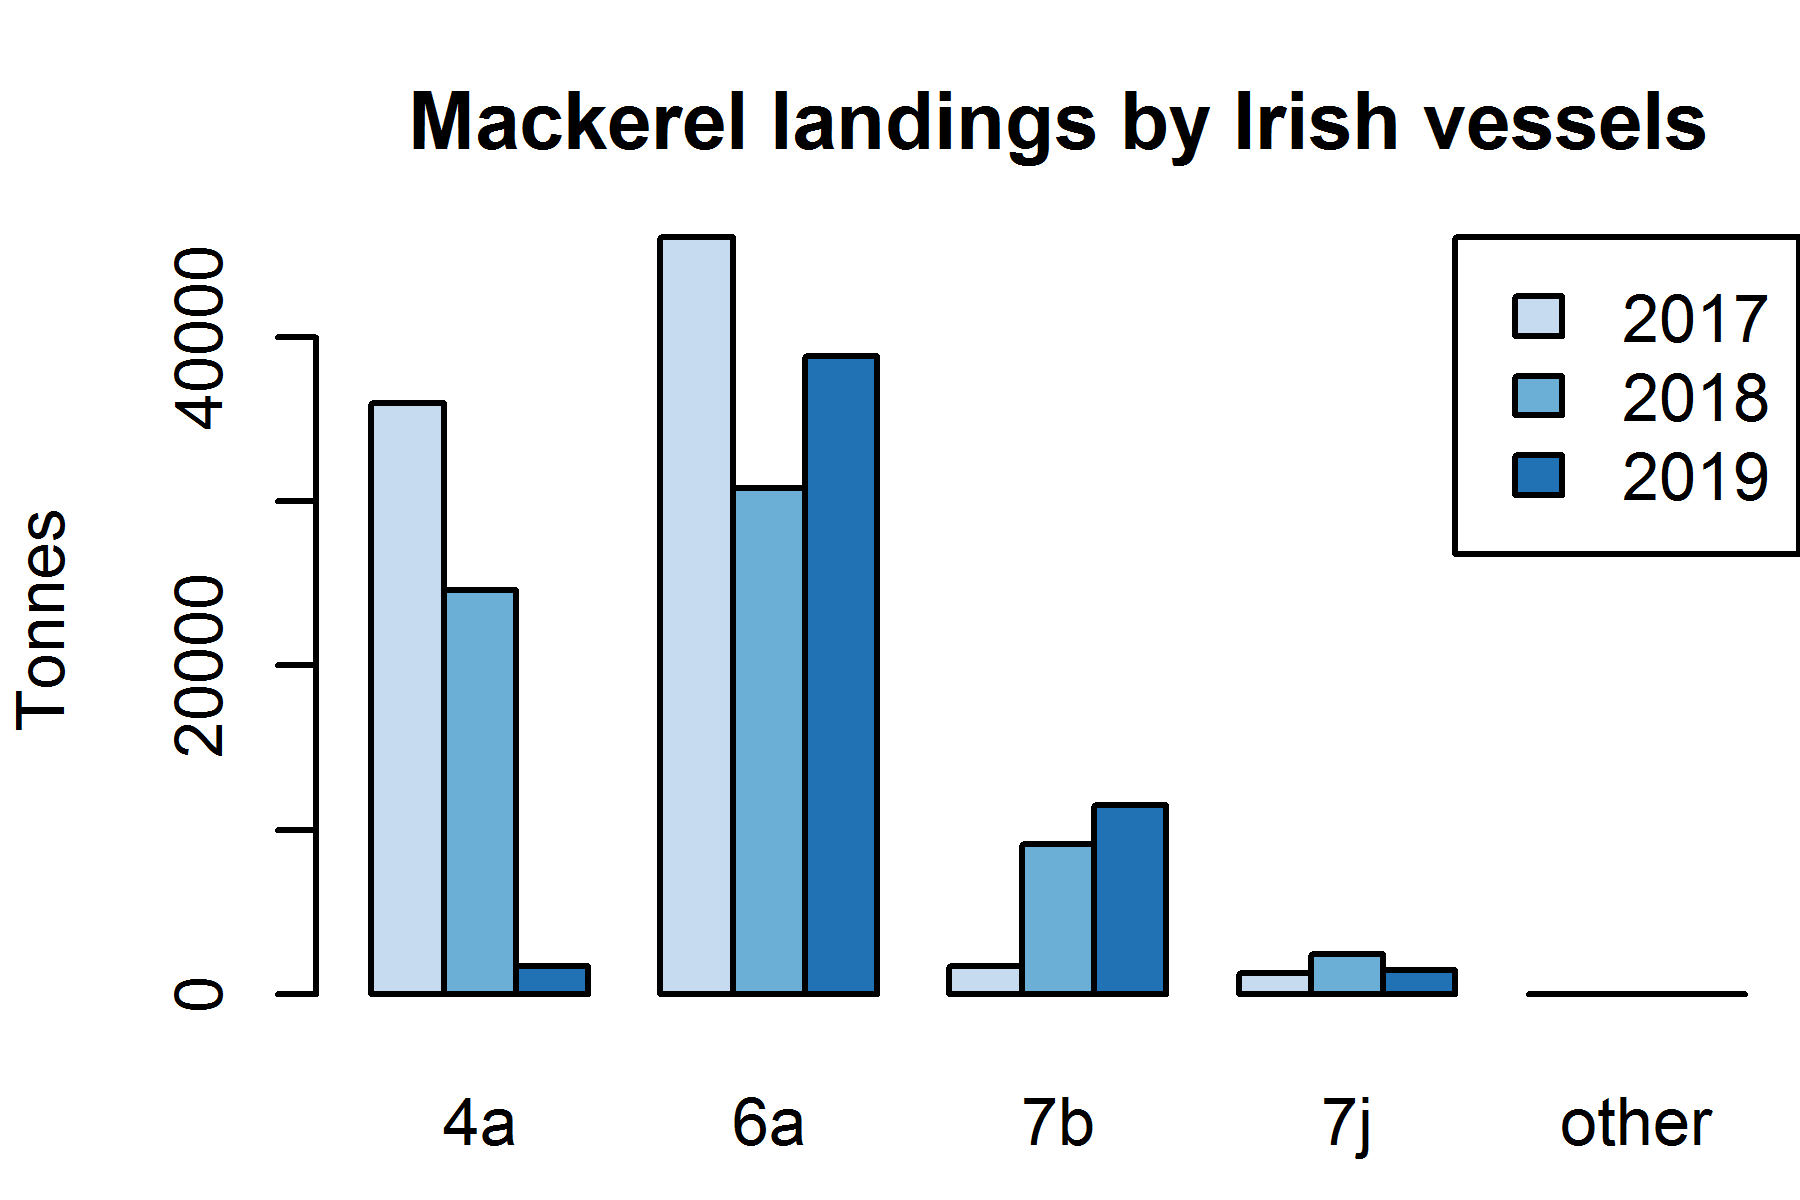 Mackerel landings by Irish vessels
Tonnes
40000
20000
0
2017
2018
2019
4a 6a 7b 7j other